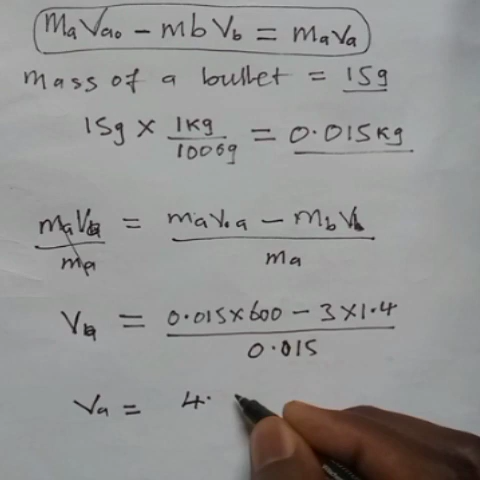 MaVao - mbVb = maVa
mass of a bullet = 15g
15g × 1kg/1000g = 0.015kg
maVa/ma = maVoa - mbVb/ma
Va = 0.015×600 - 3×1.4/0.015
Va = 4.